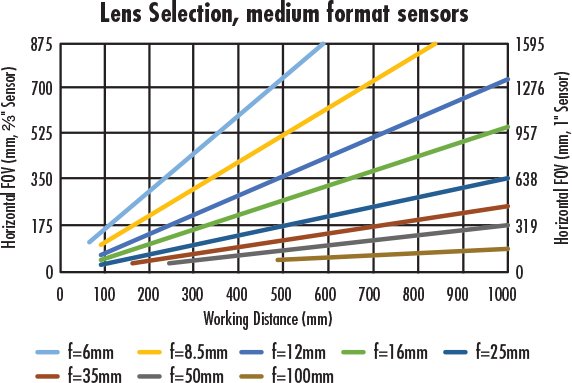 Lens Selection, medium format sensors
875 1595
700 1276
525 957
350 638
175 319
0 0
Horizontal FOV (mm, ⅔" Sensor)
Horizontal FOV (mm, 1" Sensor)
0 100 200 300 400 500 600 700 800 900 1000
Working Distance (mm)
f=6mm f=8.5mm f=12mm f=16mm f=25mm
f=35mm f=50mm f=100mm